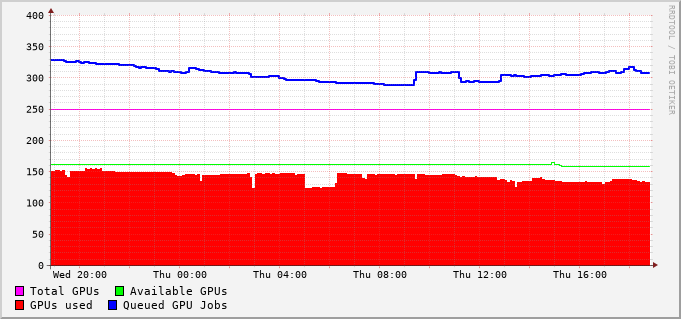 RRDTOOL / TOBI OETIKER
400
350
300
250
200
150
100
50
0
Wed 20:00 Thu 00:00 Thu 04:00 Thu 08:00 Thu 12:00 Thu 16:00
Total GPUs Available GPUs
GPUs used Queued GPU Jobs